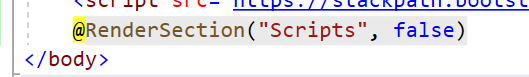 <script src= https://stackpath.bootst
@RenderSection("Scripts", false)
</body>